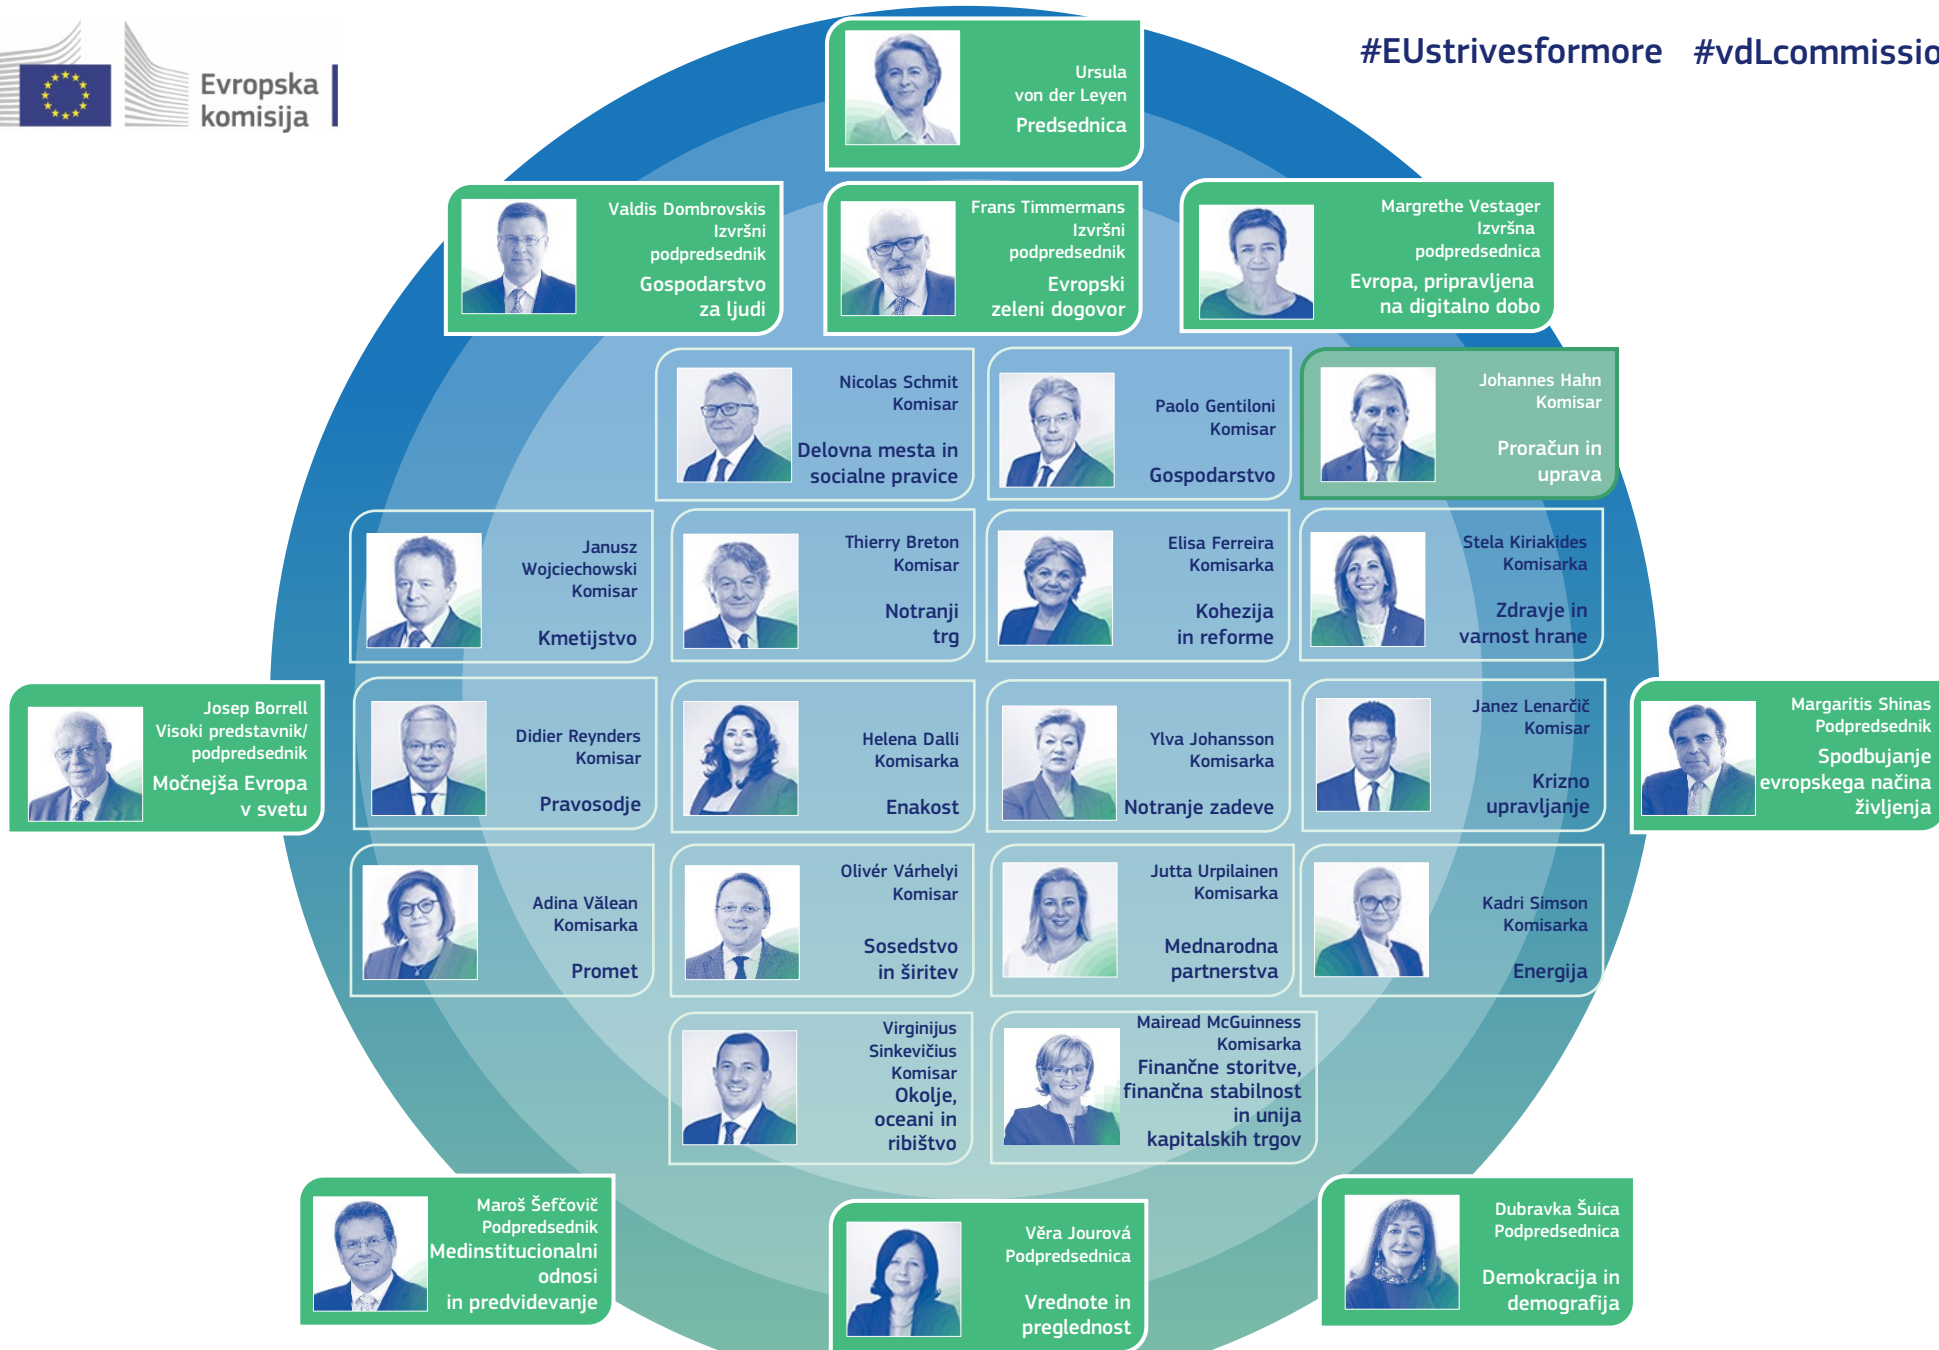 Evropska
komisija
#EUstrivesformore #vdLcommissio
Ursula
von der Leyen
Predsednica
Valdis Dombrovskis
Izvršni
podpredsednik
Gospodarstvo
za ljudi
Frans Timmermans
Izvršni
podpredsednik
Evropski
zeleni dogovor
Margrethe Vestager
Izvršna
podpredsednica
Evropa, pripravljena
na digitalno dobo
Nicolas Schmit
Komisar
Delovna mesta in
socialne pravice
Paolo Gentiloni
Komisar
Gospodarstvo
Johannes Hahn
Komisar
Proračun in
uprava
Janusz
Wojciechowski
Komisar
Kmetijstvo
Thierry Breton
Komisar
Notranji
trg
Elisa Ferreira
Komisarka
Kohezija
in reforme
Stela Kiriakides
Komisarka
Zdravje in
varnost hrane
Josep Borrell
Visoki predstavnik/
podpredsednik
Močnejša Evropa
v svetu
Didier Reynders
Komisar
Pravosodje
Helena Dalli
Komisarka
Enakost
Ylva Johansson
Komisarka
Notranje zadeve
Janez Lenarčič
Komisar
Krizno
upravljanje
Margaritis Shinas
Podpredsednik
Spodbujanje
evropskega načina
življenja
Adina Vălean
Komisarka
Promet
Olivér Várhelyi
Komisar
Sosedstvo
in širitev
Jutta Urpilainen
Komisarka
Mednarodna
partnerstva
Kadri Simson
Komisarka
Energija
Virginijus
Sinkevičius
Komisar
Okolje,
oceani in
ribištvo
Mairead McGuinness
Komisarka
Finančne storitve,
finančna stabilnost
in unija
kapitalskih trgov
Maroš Šefčovič
Podpredsednik
Medinstitucionalni
odnosi
in predvidevanje
Věra Jourová
Podpredsednica
Vrednote in
preglednost
Dubravka Šuica
Podpredsednica
Demokracija in
demografija